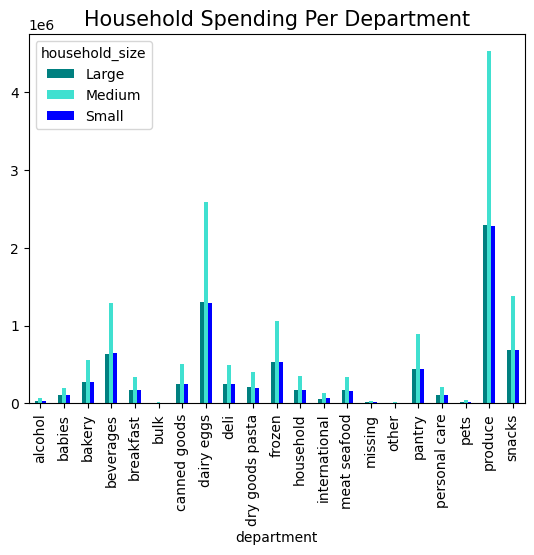 Household Spending Per Department
1e6
household_size
Large
Medium
Small
4
3
2
1
0
alcohol
babies
bakery
beverages
breakfast
bulk
canned goods
dairy eggs
deli
dry goods pasta
frozen
household
international
meat seafood
missing
other
pantry
personal care
pets
produce
snacks
department